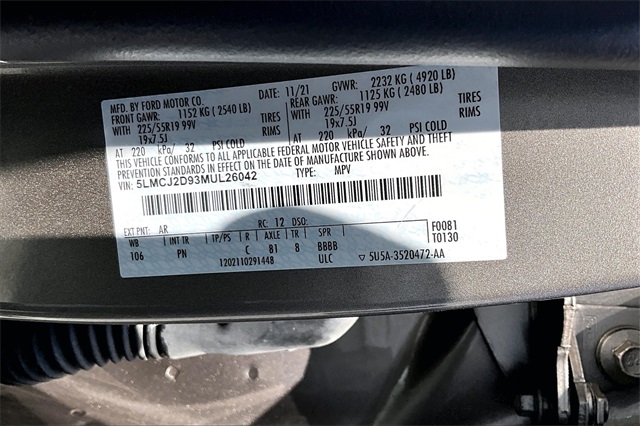 MFD. BY FORD MOTOR CO.
DATE: 11/21 GVWR: 2232 KG ( 4920 LB)
FRONT GAWR: 1152 KG ( 2540 LB) REAR GAWR: 1125 KG ( 2480 LB)
WITH 225/55R19 99V TIRES WITH 225/55R19 99V TIRES
19x7.5J RIMS 19x7.5J RIMS
AT 220 kPa/ 32 PSI COLD AT 220 kPa/ 32 PSI COLD
THIS VEHICLE CONFORMS TO ALL APPLICABLE FEDERAL MOTOR VEHICLE SAFETY AND THEFT
PREVENTION STANDARDS IN EFFECT ON THE DATE OF MANUFACTURE SHOWN ABOVE.
VIN: 5LMCJ2D93MUL26042 TYPE: MPV
EXT PNT: AR RC: 12 DSO: F0081
WB INT TR TP/PS R AXLE TR SPR T0130
106 PN C B1 8 BBBB
1202110291448 ULC ▽ 5U5A-3520472-AA